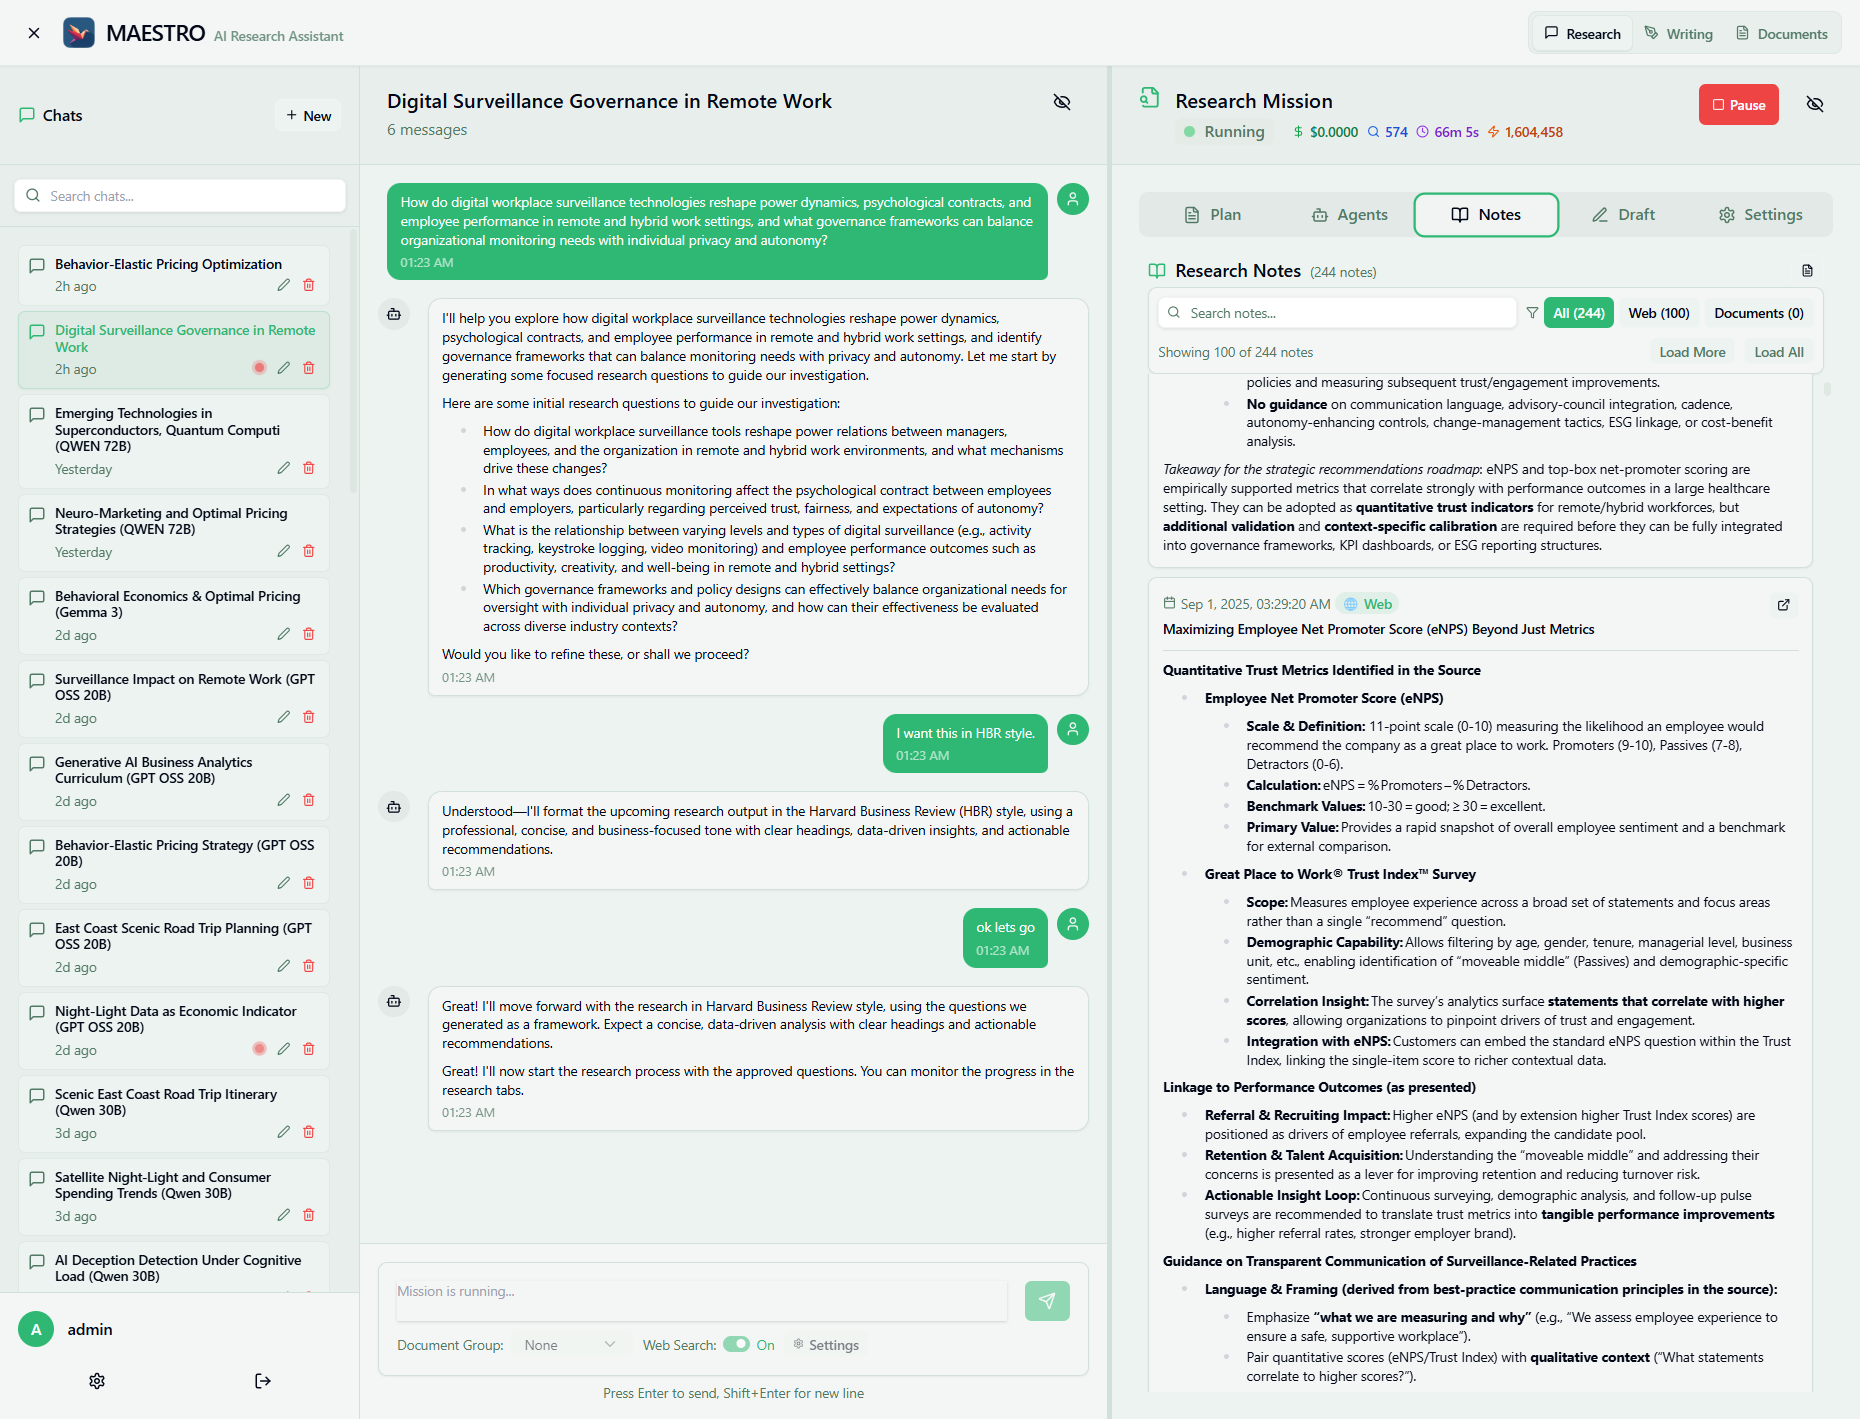 MAESTRO AI Research Assistant
Research
Writing
Documents
Chats
+ New
Search chats...
Behavior-Elastic Pricing Optimization
2h ago
Digital Surveillance Governance in Remote
Work
2h ago
Emerging Technologies in
Superconductors, Quantum Computi
(QWEN 72B)
Yesterday
Neuro-Marketing and Optimal Pricing
Strategies (QWEN 72B)
Yesterday
Behavioral Economics & Optimal Pricing
(Gemma 3)
2d ago
Surveillance Impact on Remote Work (GPT
OSS 20B)
2d ago
Generative AI Business Analytics
Curriculum (GPT OSS 20B)
2d ago
Behavior-Elastic Pricing Strategy (GPT OSS
20B)
2d ago
East Coast Scenic Road Trip Planning (GPT
OSS 20B)
2d ago
Night-Light Data as Economic Indicator
(GPT OSS 20B)
2d ago
Scenic East Coast Road Trip Itinerary
(Qwen 30B)
3d ago
Satellite Night-Light and Consumer
Spending Trends (Qwen 30B)
3d ago
AI Deception Detection Under Cognitive
Load (Qwen 30B)
A
admin
Digital Surveillance Governance in Remote Work
6 messages
How do digital workplace surveillance technologies reshape power dynamics, psychological contracts, and
employee performance in remote and hybrid work settings, and what governance frameworks can balance
organizational monitoring needs with individual privacy and autonomy?
01:23 AM
I'll help you explore how digital workplace surveillance technologies reshape power dynamics,
psychological contracts, and employee performance in remote and hybrid work settings, and identify
governance frameworks that can balance monitoring needs with privacy and autonomy. Let me start by
generating some focused research questions to guide our investigation.
Here are some initial research questions to guide our investigation:
How do digital workplace surveillance tools reshape power relations between managers,
employees, and the organization in remote and hybrid work environments, and what mechanisms
drive these changes?
In what ways does continuous monitoring affect the psychological contract between employees
and employers, particularly regarding perceived trust, fairness, and expectations of autonomy?
What is the relationship between varying levels and types of digital surveillance (e.g., activity
tracking, keystroke logging, video monitoring) and employee performance outcomes such as
productivity, creativity, and well-being in remote and hybrid settings?
Which governance frameworks and policy designs can effectively balance organizational needs for
oversight with individual privacy and autonomy, and how can their effectiveness be evaluated
across diverse industry contexts?
Would you like to refine these, or shall we proceed?
01:23 AM
I want this in HBR style.
01:23 AM
Understood—I'll format the upcoming research output in the Harvard Business Review (HBR) style, using a
professional, concise, and business-focused tone with clear headings, data-driven insights, and actionable
recommendations.
01:23 AM
ok lets go
01:23 AM
Great! I'll move forward with the research in Harvard Business Review style, using the questions we
generated as a framework. Expect a concise, data-driven analysis with clear headings and actionable
recommendations.
Great! I'll now start the research process with the approved questions. You can monitor the progress in the
research tabs.
01:23 AM
Mission is running...
Document Group: None Web Search: On Settings
Press Enter to send, Shift+Enter for new line
Research Mission
Running $ $0.0000 574 66m 5s 1,604,458
Pause
Plan
Agents
Notes
Draft
Settings
Research Notes (244 notes)
Search notes...
All (244)
Web (100)
Documents (0)
Showing 100 of 244 notes
Load More
Load All
policies and measuring subsequent trust/engagement improvements.
No guidance on communication language, advisory-council integration, cadence,
autonomy-enhancing controls, change-management tactics, ESG linkage, or cost-benefit
analysis.
Takeaway for the strategic recommendations roadmap: eNPS and top-box net-promoter scoring are
empirically supported metrics that correlate strongly with performance outcomes in a large healthcare
setting. They can be adopted as quantitative trust indicators for remote/hybrid workforces, but
additional validation and context-specific calibration are required before they can be fully integrated
into governance frameworks, KPI dashboards, or ESG reporting structures.
Sep 1, 2025, 03:29:20 AM Web
Maximizing Employee Net Promoter Score (eNPS) Beyond Just Metrics
Quantitative Trust Metrics Identified in the Source
Employee Net Promoter Score (eNPS)
Scale & Definition: 11-point scale (0-10) measuring the likelihood an employee would
recommend the company as a great place to work. Promoters (9-10), Passives (7-8),
Detractors (0-6).
Calculation: eNPS = % Promoters – % Detractors.
Benchmark Values: 10-30 = good; ≥ 30 = excellent.
Primary Value: Provides a rapid snapshot of overall employee sentiment and a benchmark
for external comparison.
Great Place to Work® Trust Index™ Survey
Scope: Measures employee experience across a broad set of statements and focus areas
rather than a single “recommend” question.
Demographic Capability: Allows filtering by age, gender, tenure, managerial level, business
unit, etc., enabling identification of “moveable middle” (Passives) and demographic-specific
sentiment.
Correlation Insight: The survey’s analytics surface statements that correlate with higher
scores, allowing organizations to pinpoint drivers of trust and engagement.
Integration with eNPS: Customers can embed the standard eNPS question within the Trust
Index, linking the single-item score to richer contextual data.
Linkage to Performance Outcomes (as presented)
Referral & Recruiting Impact: Higher eNPS (and by extension higher Trust Index scores) are
positioned as drivers of employee referrals, expanding the candidate pool.
Retention & Talent Acquisition: Understanding the “moveable middle” and addressing their
concerns is presented as a lever for improving retention and reducing turnover risk.
Actionable Insight Loop: Continuous surveying, demographic analysis, and follow-up pulse
surveys are recommended to translate trust metrics into tangible performance improvements
(e.g., higher referral rates, stronger employer brand).
Guidance on Transparent Communication of Surveillance-Related Practices
Language & Framing (derived from best-practice communication principles in the source):
Emphasize “what we are measuring and why” (e.g., “We assess employee experience to
ensure a safe, supportive workplace”).
Pair quantitative scores (eNPS/Trust Index) with qualitative context (“What statements
correlate to higher scores?”).